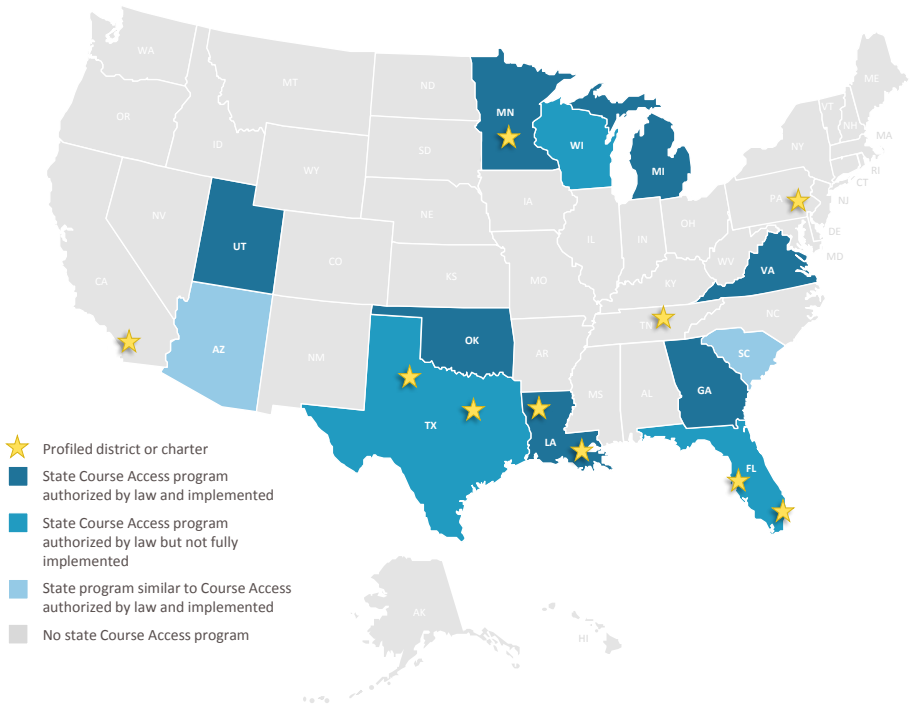 WA
MT
ND
MN
ME
VT
NH
OR
ID
SD
WI
NY
MA
WY
MI
RI
CT
PA
NJ
NV
NE
IA
OH
UT
IL
IN
DE
CO
WV
MD
CA
KS
MO
KY
VA
NC
TN
AZ
NM
OK
AR
SC
MS
AL
GA
TX
LA
FL
Profiled district or charter
State Course Access program
authorized by law and implemented
State Course Access program
authorized by law but not fully
implemented
State program similar to Course Access
authorized by law and implemented
No state Course Access program
AK
HI